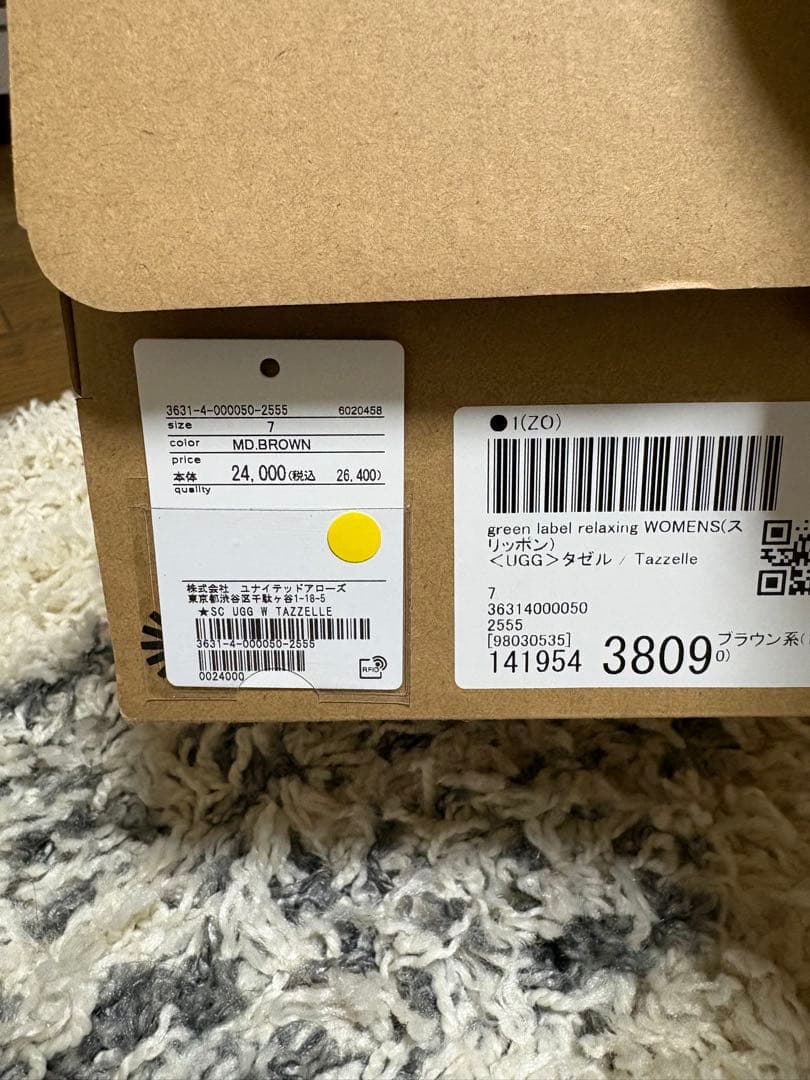 3631-4-000050-2555 6020458
size 7
color MD.BROWN
price
本体 24,000(税込 26,400)
quality
株式会社 ユナイテッドアローズ
東京都渋谷区千駄ヶ谷1-18-5
★SC UGG W TAZZELLE
3631-4-000050-2555
0024000
RFID
●1(ZO)
green label relaxing WOMENS(ス
リッポン)
＜UGG＞タゼル / Tazzelle
7
36314000050
2555
[98030535]
141954 38090 ブラウン系(
0)